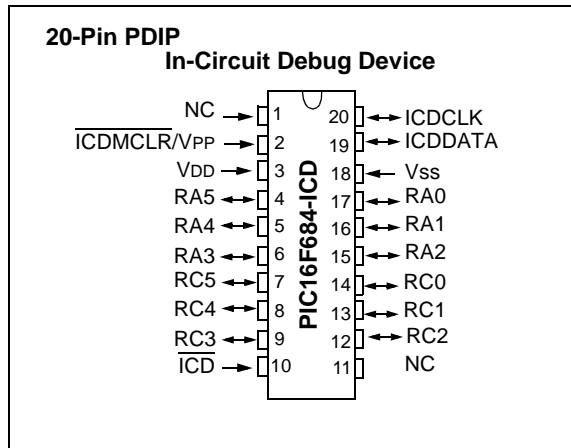 20-Pin PDIP
In-Circuit Debug Device
NC 1 20 ICDCLK
ICDMCLR/VPP 2 19 ICDDATA
VDD 3 18 Vss
RA5 4 17 RA0
RA4 5 16 RA1
RA3 6 15 RA2
RC5 7 14 RC0
RC4 8 13 RC1
RC3 9 12 RC2
ICD 10 11 NC
PIC16F684-ICD